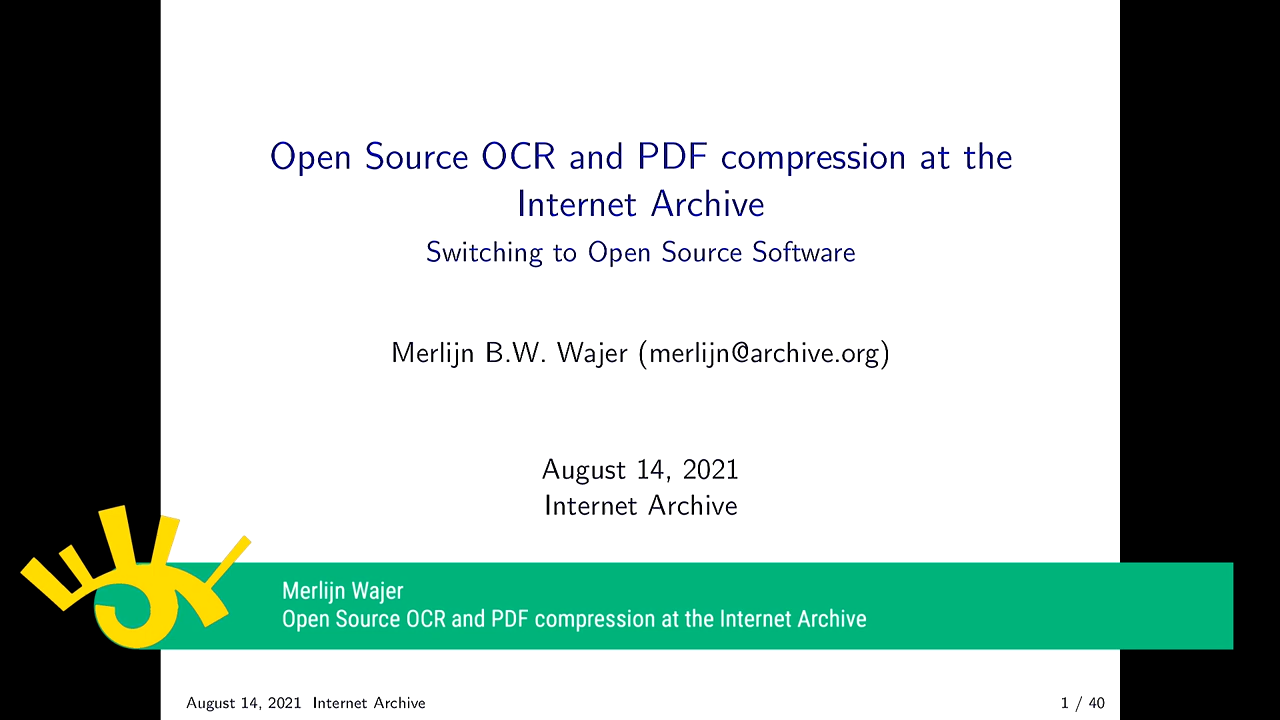 Open Source OCR and PDF compression at the
Internet Archive
Switching to Open Source Software
Merlijn B.W. Wajer (merlijn@archive.org)
August 14, 2021
Internet Archive
Merlijn Wajer
Open Source OCR and PDF compression at the Internet Archive
August 14, 2021 Internet Archive
1 / 40